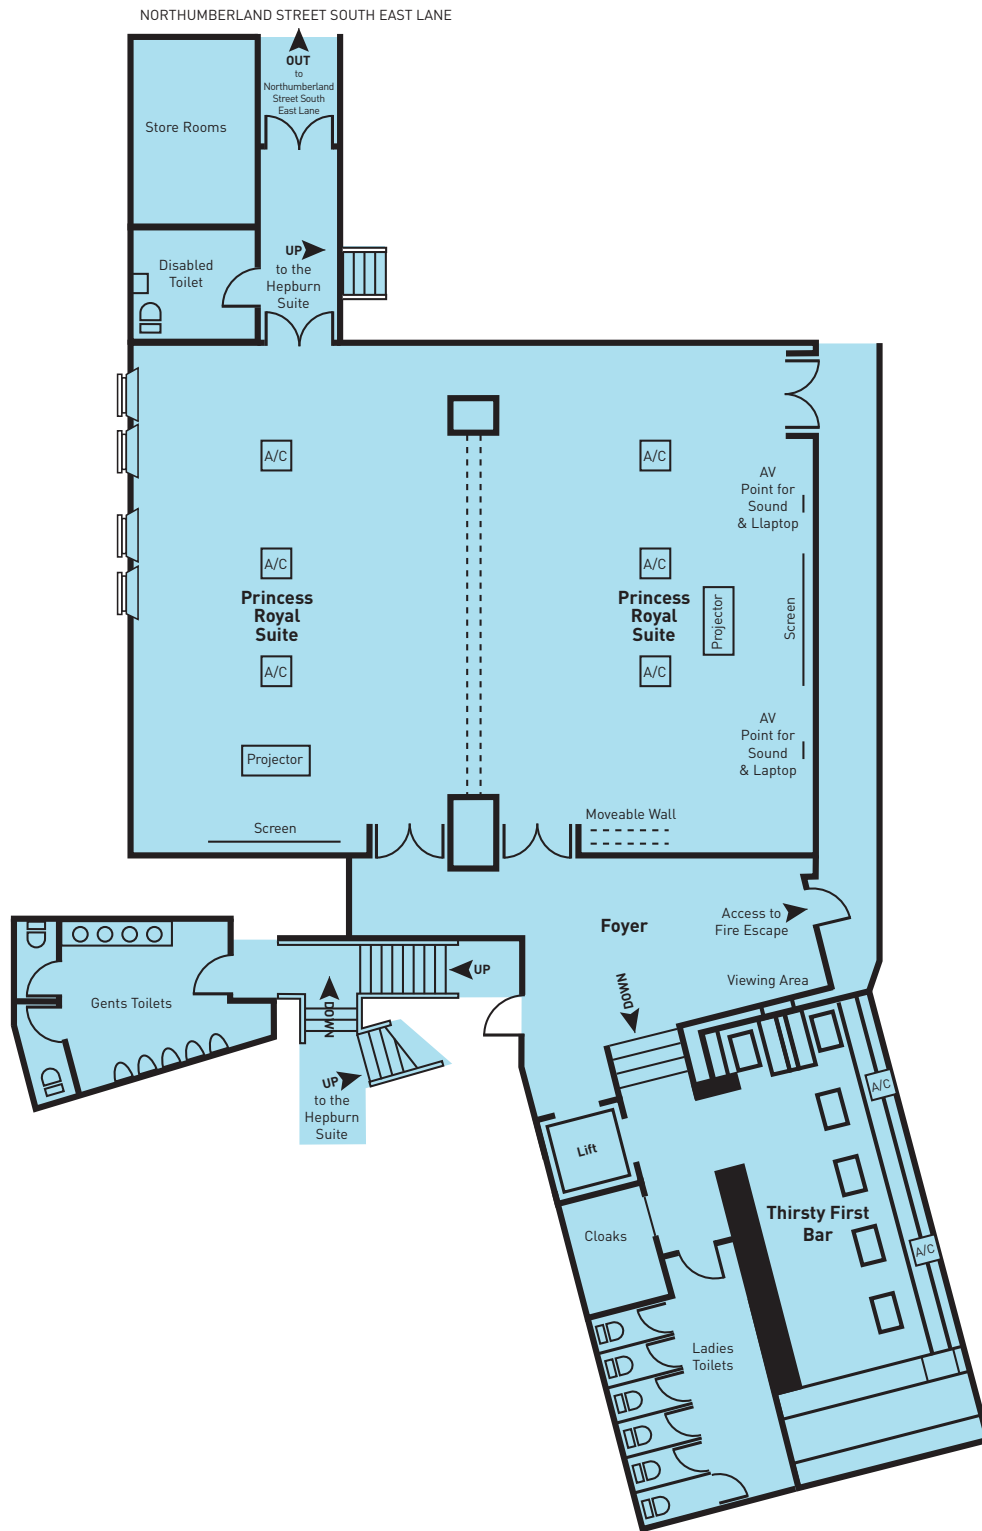 NORTHUMBERLAND STREET SOUTH EAST LANE
OUT
to
Northumberland
Street South
East Lane
Store Rooms
UP
to the
Hepburn
Suite
Disabled
Toilet
A/C
A/C
AV
Point for
Sound
& Llaptop
A/C
A/C
Princess
Royal
Suite
Princess
Royal
Suite
Projector
Screen
A/C
A/C
AV
Point for
Sound
& Laptop
Projector
Screen
Moveable Wall
Foyer
Access to
Fire Escape
Viewing Area
UP
DOWN
DOWN
Gents Toilets
UP
to the
Hepburn
Suite
A/C
Lift
Thirsty First
Bar
Cloaks
A/C
Ladies
Toilets